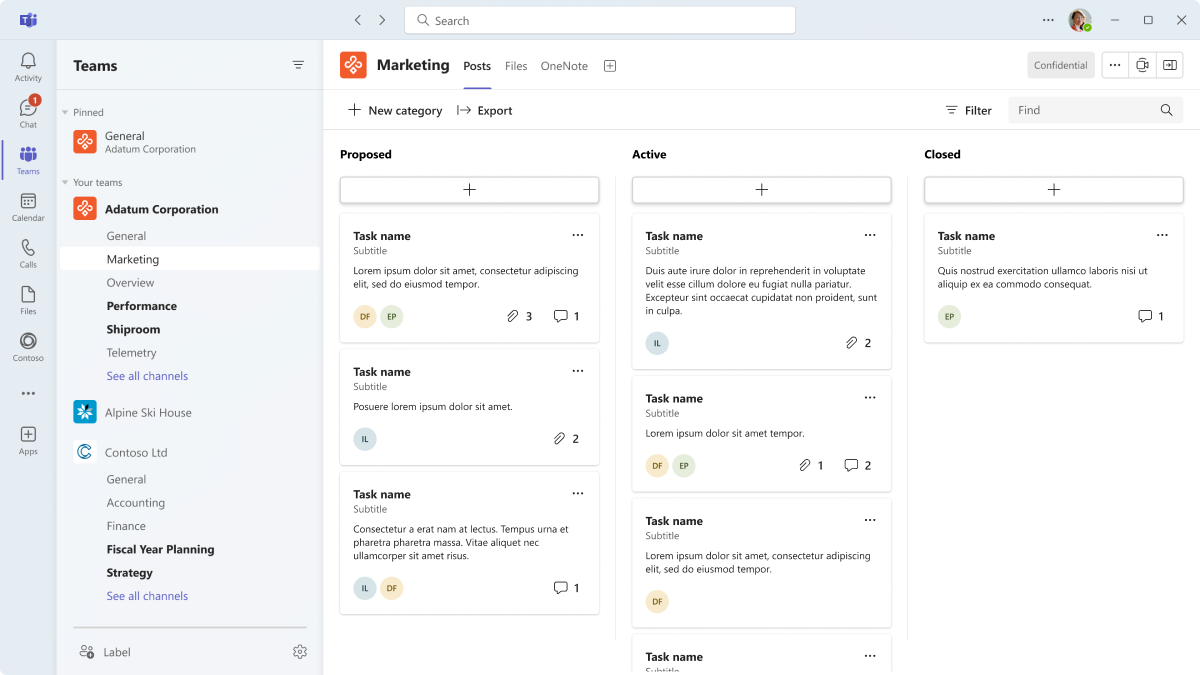 Search
Activity
1
Chat
Teams
Calendar
Calls
Files
Contoso
Apps
Teams
Pinned
General
Adatum Corporation
Your teams
Adatum Corporation
General
Marketing
Overview
Performance
Shiproom
Telemetry
See all channels
Alpine Ski House
Contoso Ltd
General
Accounting
Finance
Fiscal Year Planning
Strategy
See all channels
Label
Marketing Posts Files OneNote
Confidential
New category Export
Filter Find
Proposed
Task name
Subtitle
Lorem ipsum dolor sit amet, consectetur adipiscing
elit, sed do eiusmod tempor.
DF EP 3 1
Task name
Subtitle
Posuere lorem ipsum dolor sit amet.
IL 2
Task name
Subtitle
Consectetur a erat nam at lectus. Tempus urna et
pharetra pharetra massa. Vitae aliquet nec
ullamcorper sit amet risus.
IL DF 1
Active
Task name
Subtitle
Duis aute irure dolor in reprehenderit in voluptate
velit esse cillum dolore eu fugiat nulla pariatur.
Excepteur sint occaecat cupidatat non proident, sunt
in culpa.
IL 2
Task name
Subtitle
Lorem ipsum dolor sit amet tempor.
DF EP 1 2
Task name
Subtitle
Lorem ipsum dolor sit amet, consectetur adipiscing
elit, sed do eiusmod tempor.
DF
Task name
Subtitle
Closed
Task name
Subtitle
Quis nostrud exercitation ullamco laboris nisi ut
aliquip ex ea commodo consequat.
EP 1